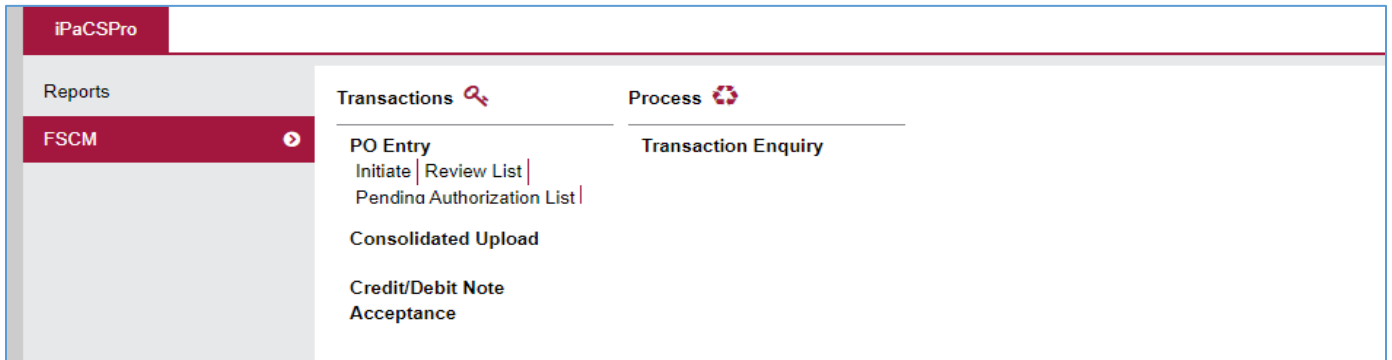 iPaCSPro
Reports
FSCM
Transactions
Process
PO Entry
Initiate | Review List |
Pending Authorization List |
Transaction Enquiry
Consolidated Upload
Credit/Debit Note
Acceptance